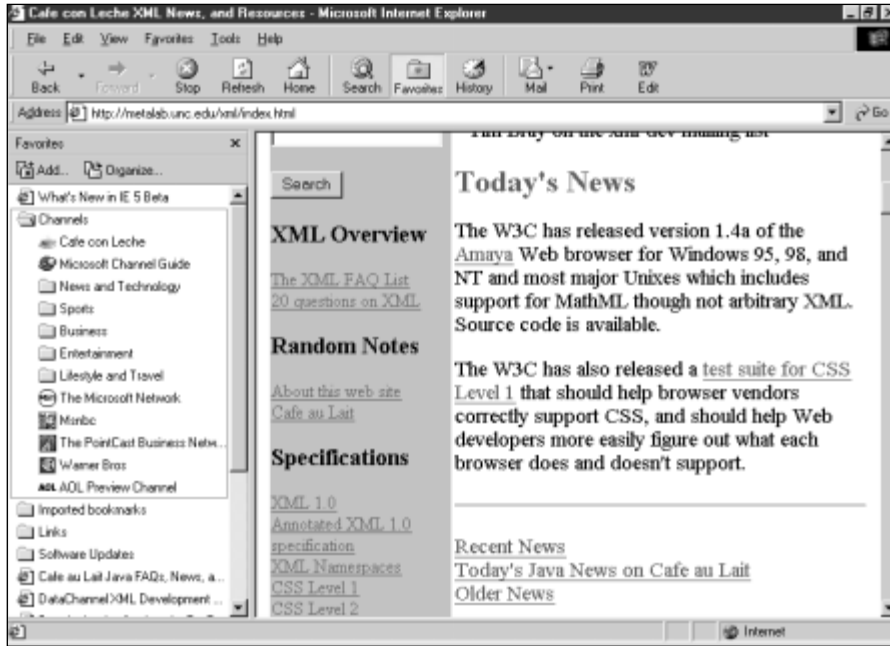 Cafe con Leche XML News, and Resources - Microsoft Internet Explorer
File Edit View Favorites Tools Help
Back Forward Stop Refresh Home Search Favorites History Mail Print Edit
Address http://metalab.unc.edu/xml/index.html Go
Favorites
Add... Organize...
What's New in IE 5 Beta
Channels
Cafe con Leche
Microsoft Channel Guide
News and Technology
Sports
Business
Entertainment
Lifestyle and Travel
The Microsoft Network
Msnbc
The PointCast Business Netw...
Warner Bros
AOL AOL Preview Channel
Imported bookmarks
Links
Software Updates
Cafe au Lait Java FAQs, News, a...
DataChannel XML Development ...
Search
XML Overview
The XML FAQ List
20 questions on XML
Random Notes
About this web site
Cafe au Lait
Specifications
XML 1.0
Annotated XML 1.0
specification
XML Namespaces
CSS Level 1
CSS Level 2
Tim Bray on the xml-dev mailing list
Today's News
The W3C has released version 1.4a of the
Amaya Web browser for Windows 95, 98, and
NT and most major Unixes which includes
support for MathML though not arbitrary XML.
Source code is available.
The W3C has also released a test suite for CSS
Level 1 that should help browser vendors
correctly support CSS, and should help Web
developers more easily figure out what each
browser does and doesn't support.
Recent News
Today's Java News on Cafe au Lait
Older News
Internet